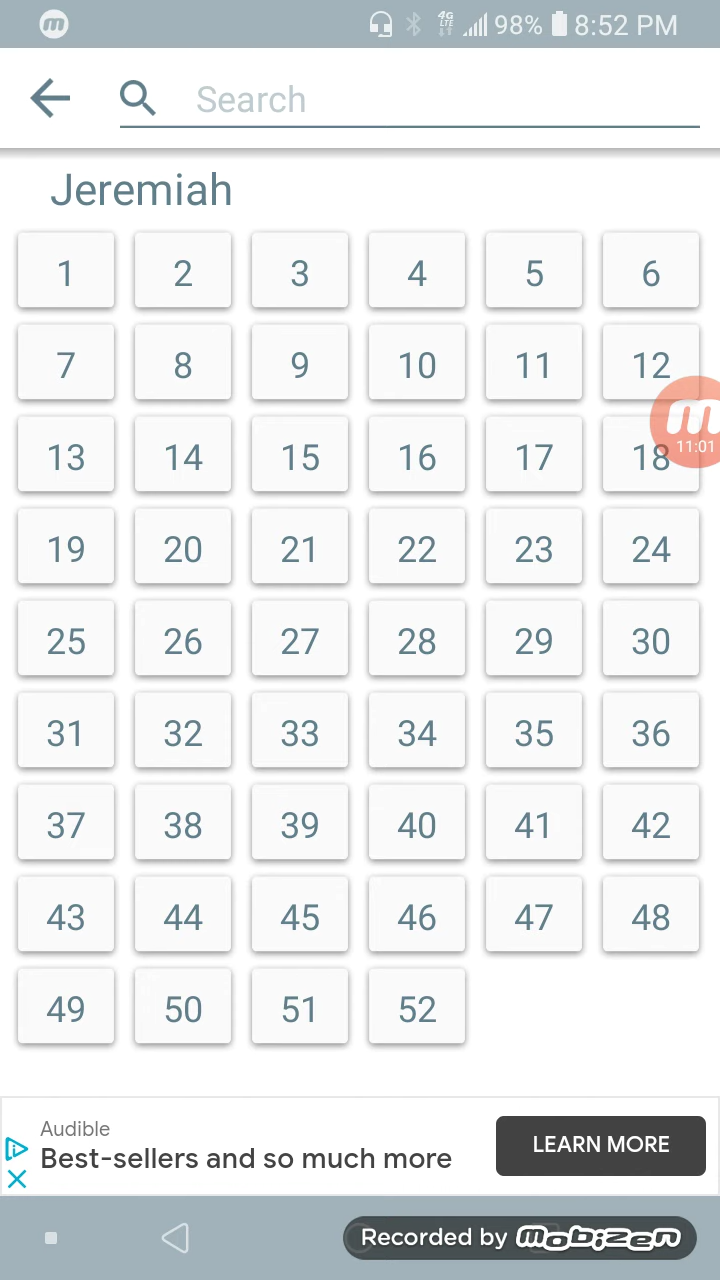 m 4G LTE 98% 8:52 PM
Search
Jeremiah
1 2 3 4 5 6
7 8 9 10 11 12
13 14 15 16 17 18
m
11:01
19 20 21 22 23 24
25 26 27 28 29 30
31 32 33 34 35 36
37 38 39 40 41 42
43 44 45 46 47 48
49 50 51 52
Audible
Best-sellers and so much more
LEARN MORE
Recorded by mobizen